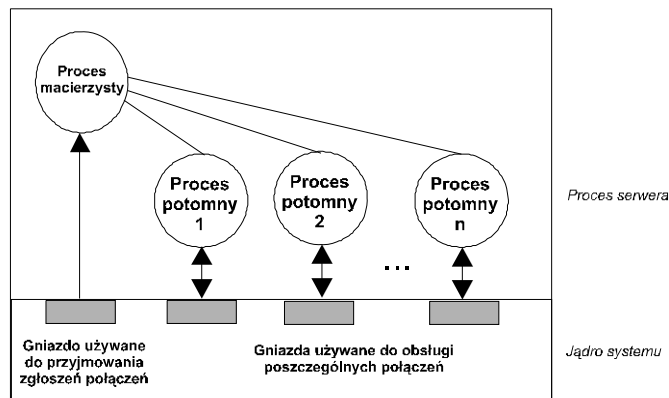 Proces
macierzysty
Proces
potomny
1
Proces
potomny
2
Proces
potomny
n
...
Proces serwera
Gniazdo używane
do przyjmowania
zgłoszeń połączeń
Gniazda używane do obsługi
poszczególnych połączeń
Jądro systemu